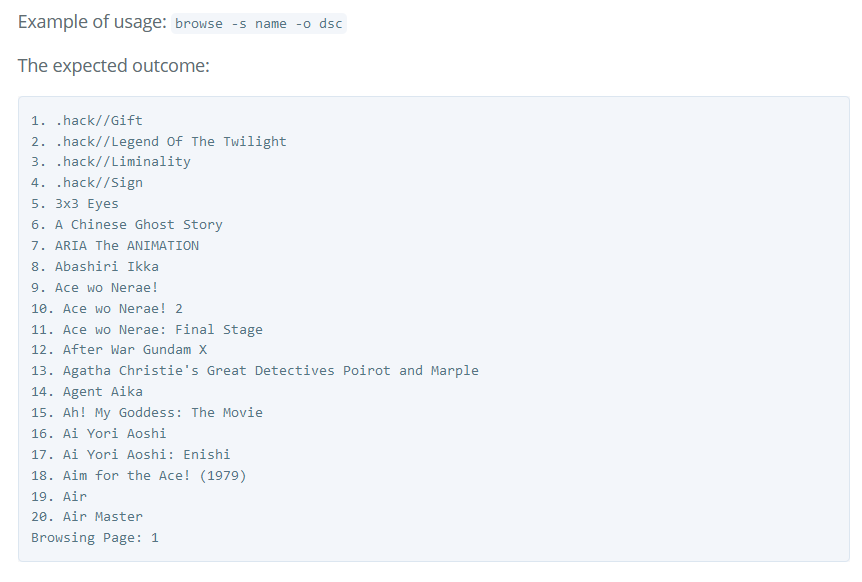 Example of usage: browse -s name -o dsc
The expected outcome:
1. .hack//Gift
2. .hack//Legend Of The Twilight
3. .hack//Liminality
4. .hack//Sign
5. 3x3 Eyes
6. A Chinese Ghost Story
7. ARIA The ANIMATION
8. Abashiri Ikka
9. Ace wo Nerae!
10. Ace wo Nerae! 2
11. Ace wo Nerae: Final Stage
12. After War Gundam X
13. Agatha Christie's Great Detectives Poirot and Marple
14. Agent Aika
15. Ah! My Goddess: The Movie
16. Ai Yori Aoshi
17. Ai Yori Aoshi: Enishi
18. Aim for the Ace! (1979)
19. Air
20. Air Master
Browsing Page: 1